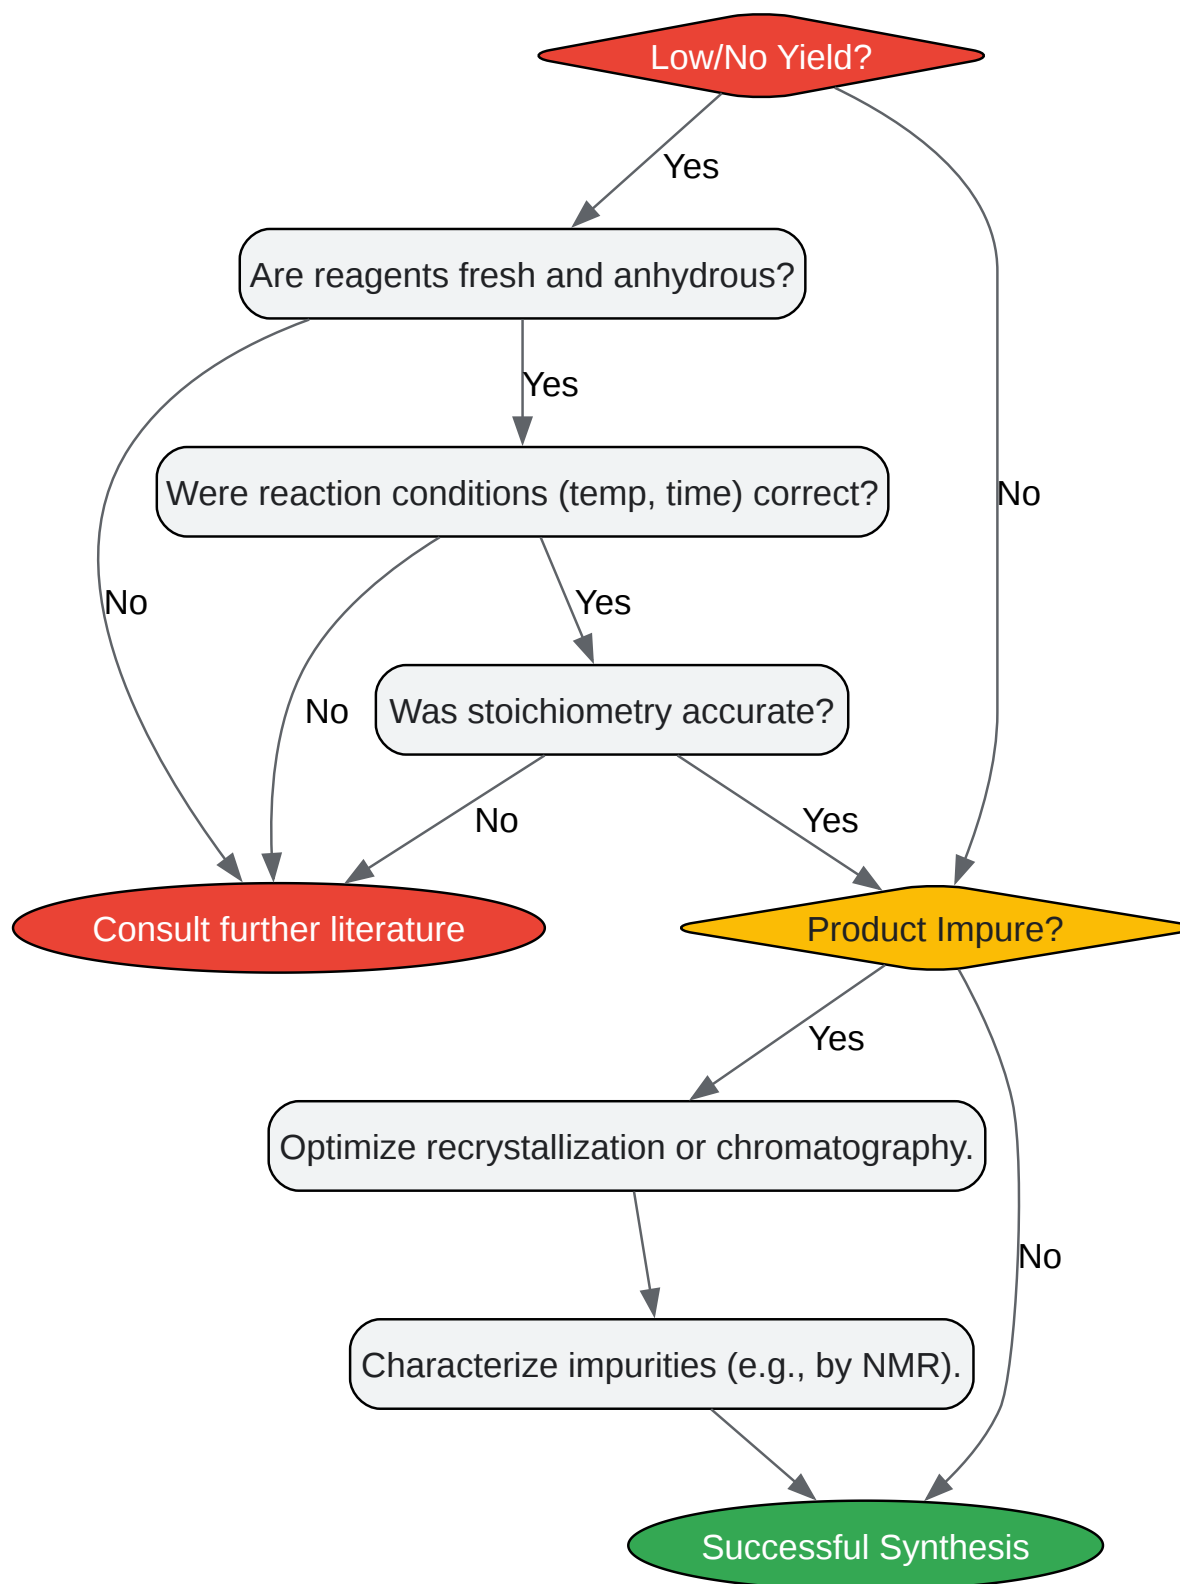 Low/No Yield?
Yes
Are reagents fresh and anhydrous?
Yes
Were reaction conditions (temp, time) correct?
No
No
Yes
No
Was stoichiometry accurate?
No
Yes
Consult further literature
Product Impure?
Yes
Optimize recrystallization or chromatography.
No
Characterize impurities (e.g., by NMR).
Successful Synthesis